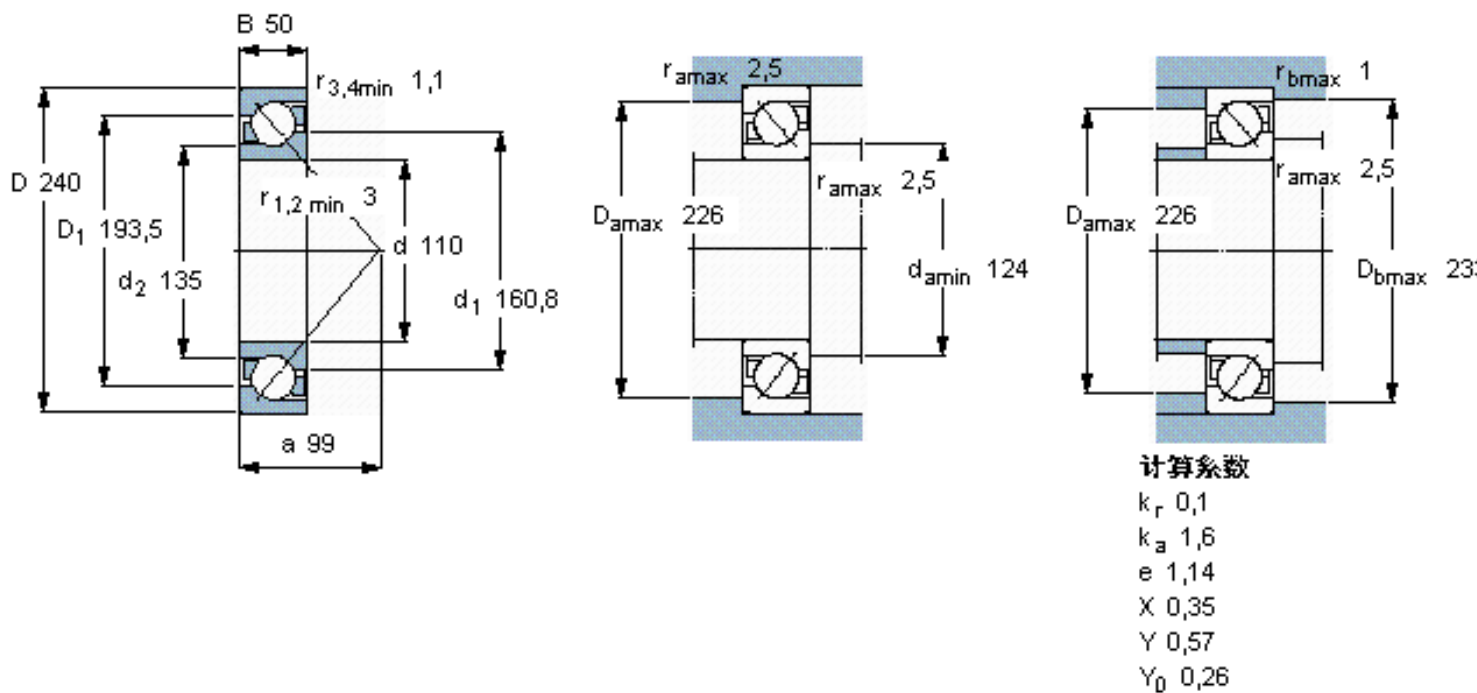 B 50
r3,4min 1,1
D 240
D1 193,5
d2 135
r1,2 min 3
d 110
d1 160,8
a 99
ramax 2,5
ramax 2,5
Damax 226
damin 124
rbmax 1
ramax 2,5
Damax 226
Dbmax 233
计算系数
kr 0,1
ka 1,6
e 1,14
X 0,35
Y 0,57
Y0 0,26